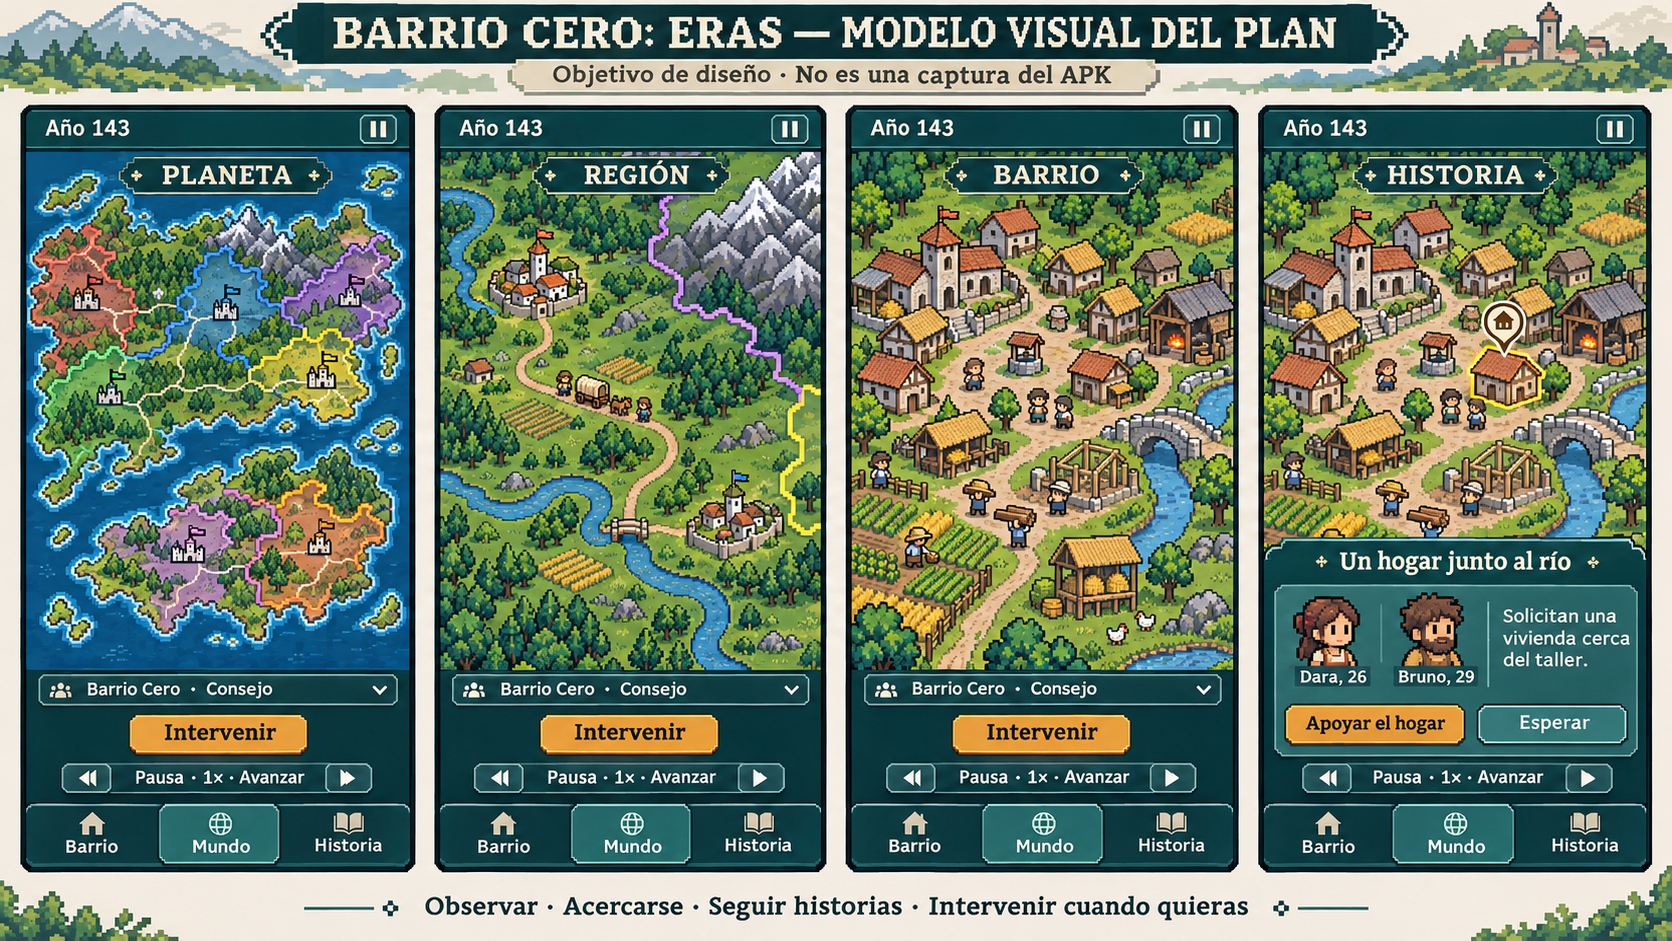 BARRIO CERO: ERAS — MODELO VISUAL DEL PLAN
Objetivo de diseño · No es una captura del APK
Año 143
PLANETA
Barrio Cero · Consejo
Intervenir
Pausa · 1x · Avanzar
Barrio
Mundo
Historia
Año 143
REGIÓN
Barrio Cero · Consejo
Intervenir
Pausa · 1x · Avanzar
Barrio
Mundo
Historia
Año 143
BARRIO
Barrio Cero · Consejo
Intervenir
Pausa · 1x · Avanzar
Barrio
Mundo
Historia
Año 143
HISTORIA
Un hogar junto al río
Dara, 26
Bruno, 29
Solicitan una
vivienda cerca
del taller.
Apoyar el hogar
Esperar
Pausa · 1x · Avanzar
Barrio
Mundo
Historia
Observar · Acercarse · Seguir historias · Intervenir cuando quieras